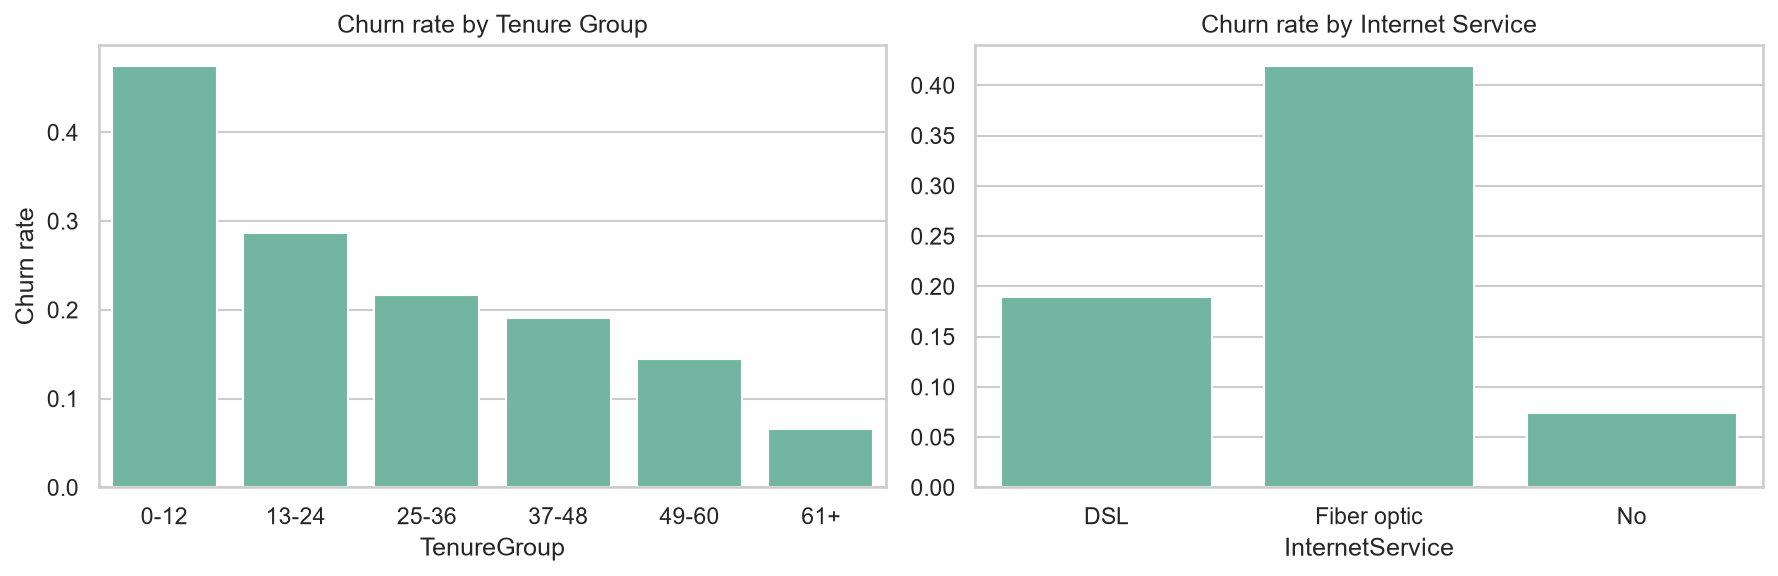 Churn rate by Tenure Group
Churn rate
0.4
0.3
0.2
0.1
0.0
0-12 13-24 25-36 37-48 49-60 61+
TenureGroup
Churn rate by Internet Service
0.40
0.35
0.30
0.25
0.20
0.15
0.10
0.05
0.00
DSL Fiber optic No
InternetService